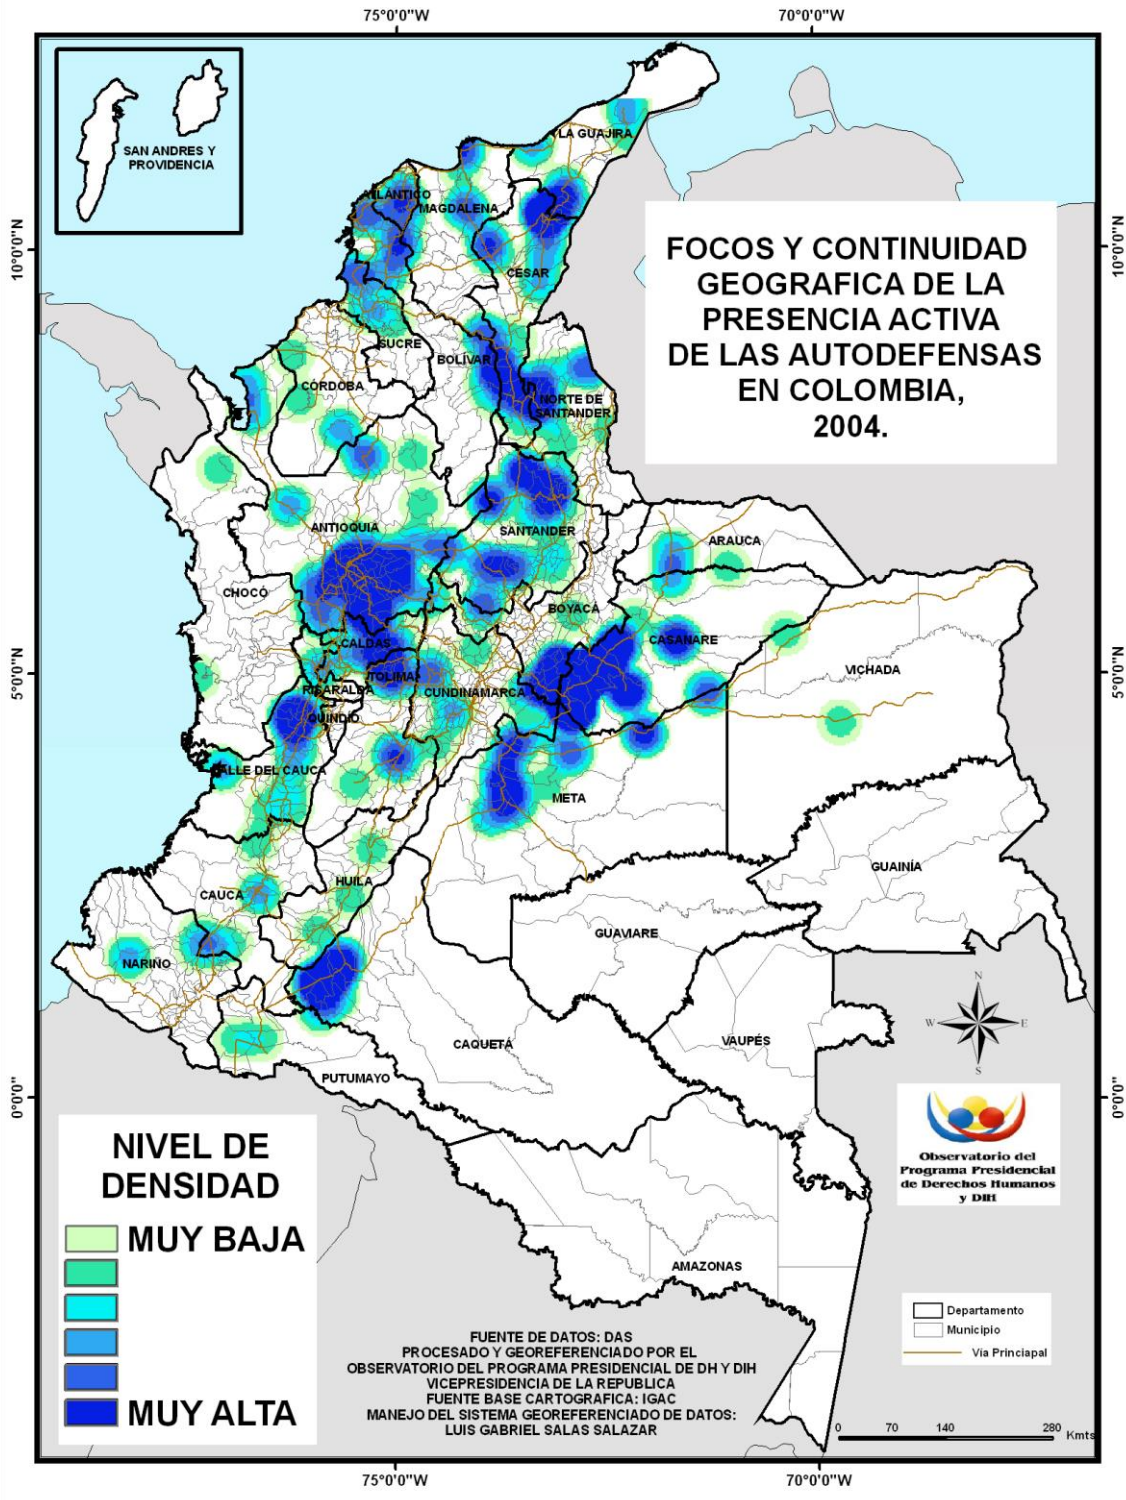 75°0'0"W
70°0'0"W
SAN ANDRES Y
PROVIDENCIA
LA GUAJIRA
ATLÁNTICO
MAGDALENA
10°0'0"N
10°0'0"N
FOCOS Y CONTINUIDAD
GEOGRAFICA DE LA
PRESENCIA ACTIVA
DE LAS AUTODEFENSAS
EN COLOMBIA,
2004.
CESAR
SUCRE
BOLÍVAR
CÓRDOBA
NORTE DE
SANTANDER
ANTIOQUIA
SANTANDER
ARAUCA
CHOCÓ
BOYACÁ
CALDAS
CASANARE
5°0'0"N
5°0'0"N
VICHADA
TOLIMA
RISARALDA
CUNDINAMARCA
QUINDIO
VALLE DEL CAUCA
META
HUILA
GUAINÍA
CAUCA
GUAVIARE
NARIÑO
N
W
E
S
CAQUETÁ
VAUPÉS
PUTUMAYO
0°0'0"
0°0'0"
Observatorio del
Programa Presidencial
de Derechos Humanos
y DIH
NIVEL DE
DENSIDAD
MUY BAJA
MUY ALTA
AMAZONAS
Departamento
Municipio
Vía Princiapal
FUENTE DE DATOS: DAS
PROCESADO Y GEOREFERENCIADO POR EL
OBSERVATORIO DEL PROGRAMA PRESIDENCIAL DE DH Y DIH
VICEPRESIDENCIA DE LA REPUBLICA
FUENTE BASE CARTOGRAFICA: IGAC
MANEJO DEL SISTEMA GEOREFERENCIADO DE DATOS:
LUIS GABRIEL SALAS SALAZAR
0 70 140 280
Kmts
75°0'0"W
70°0'0"W